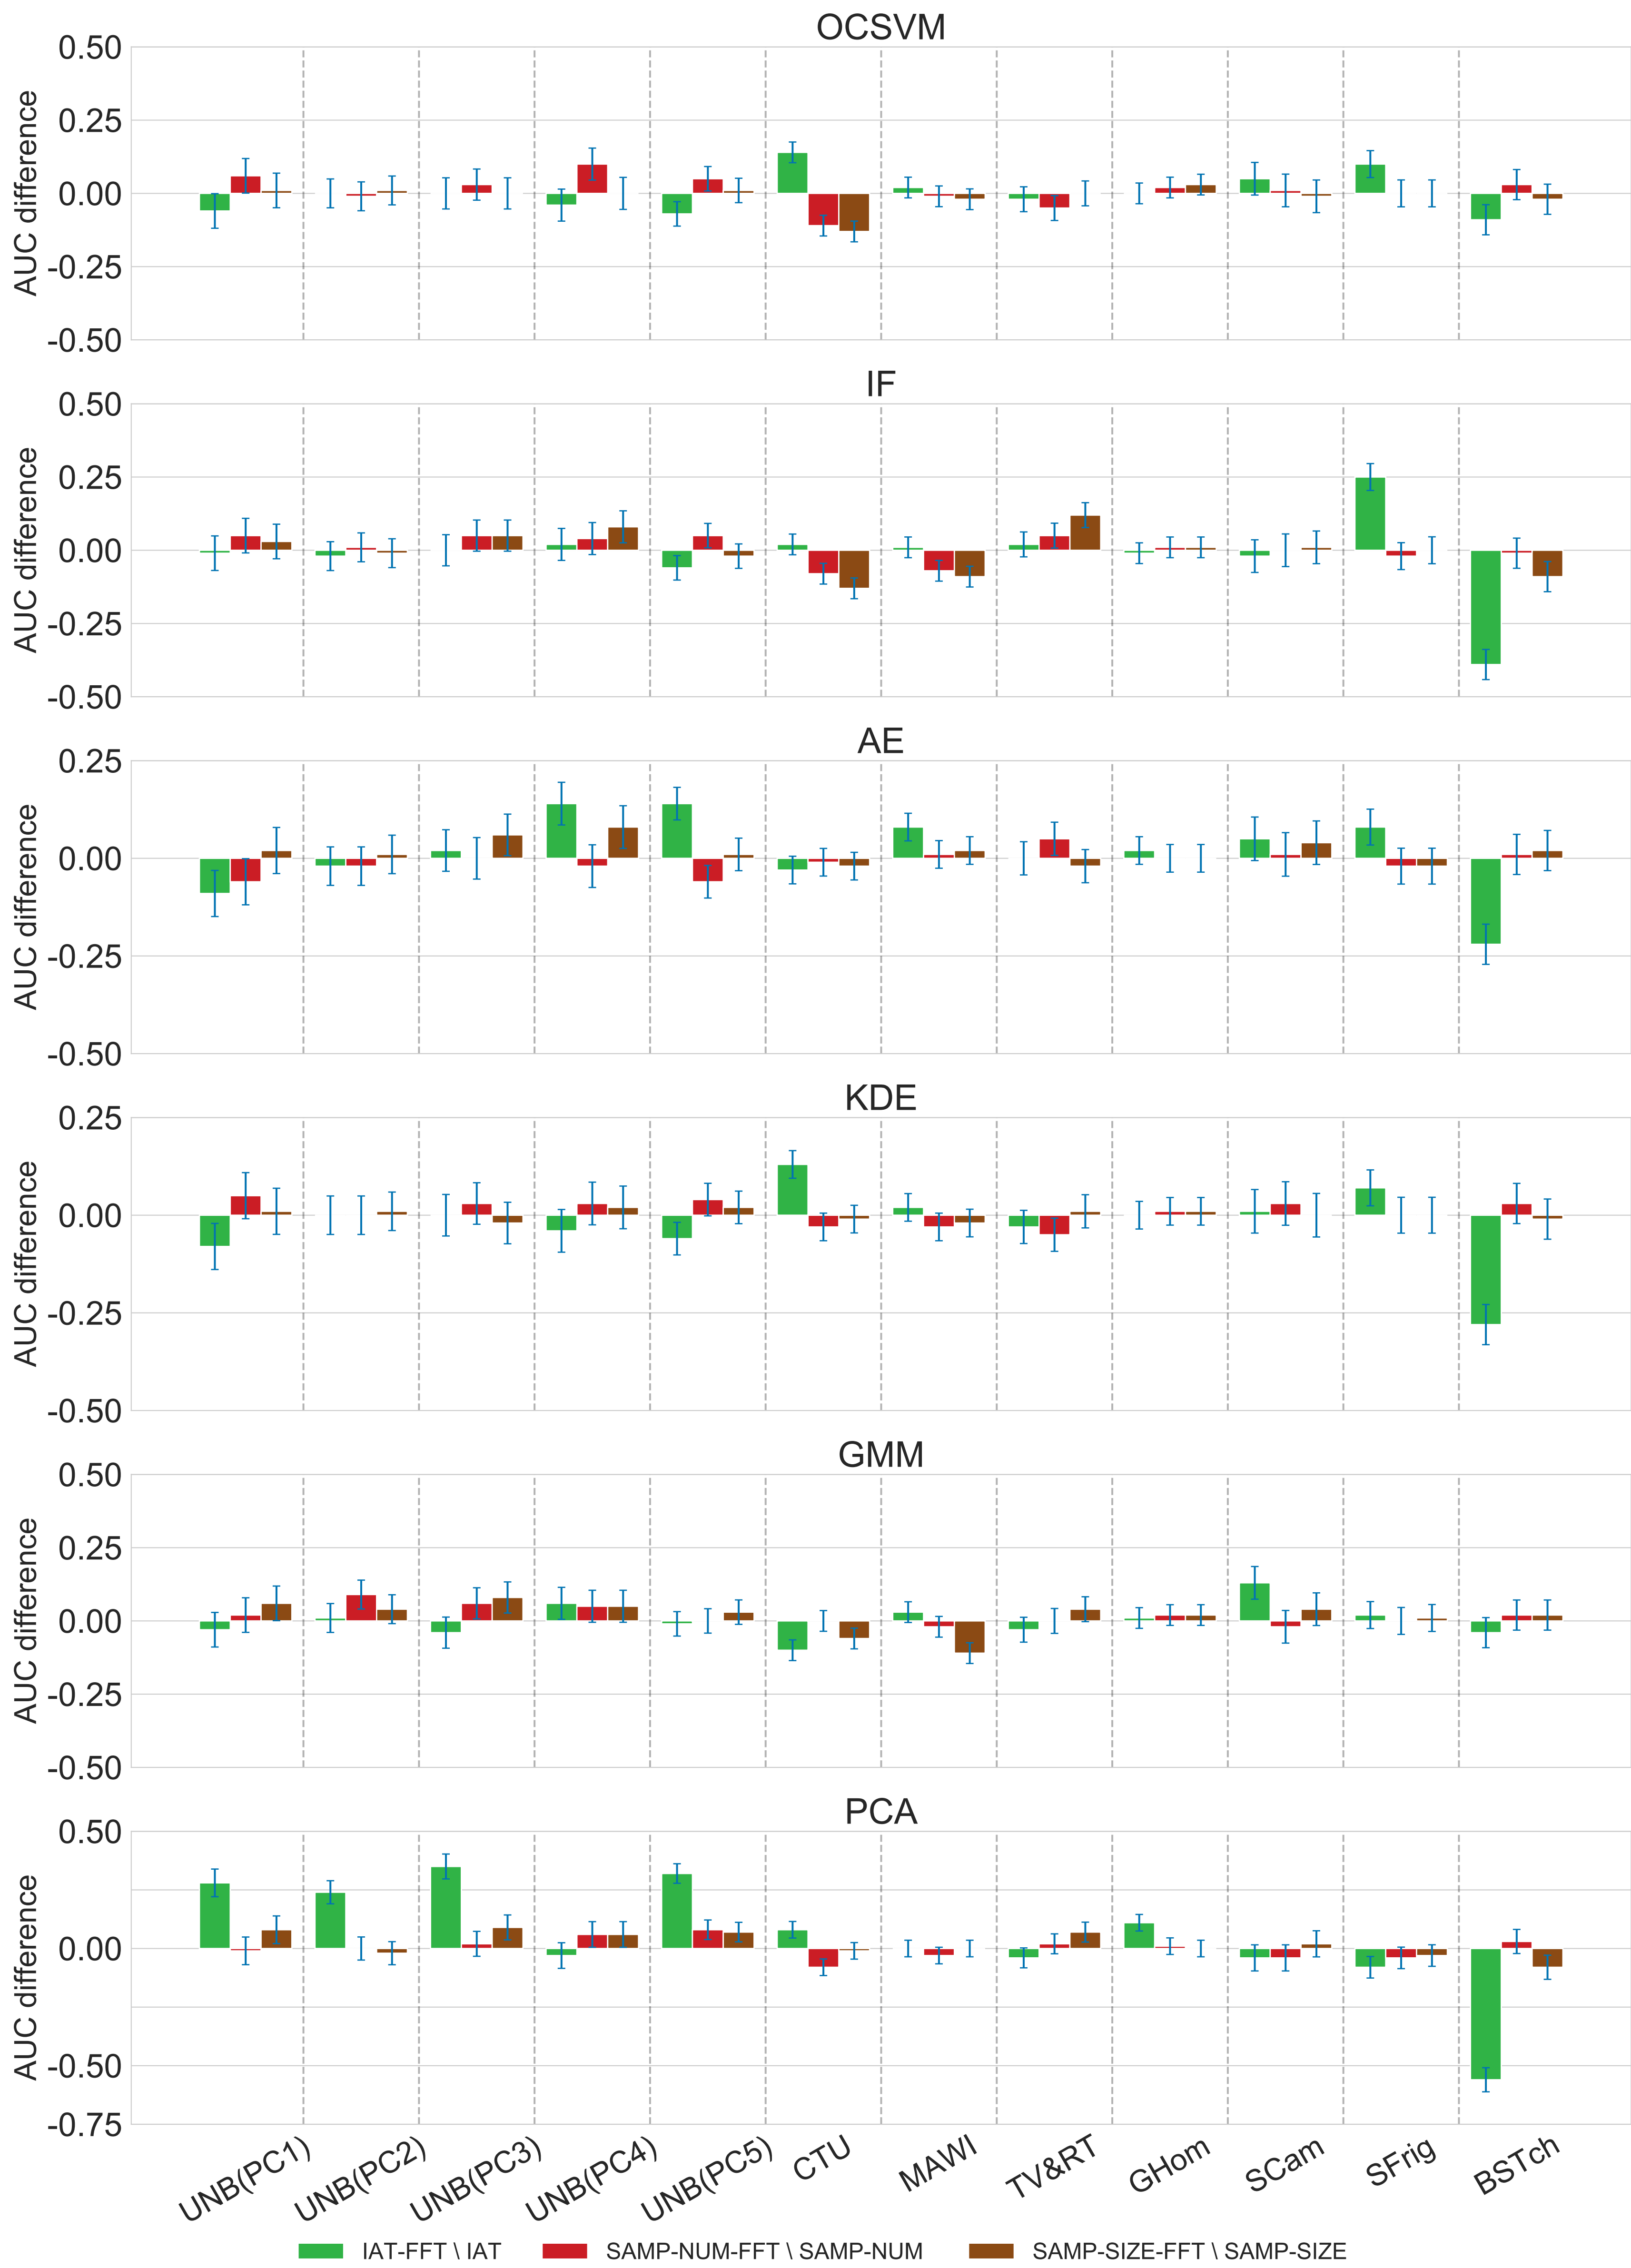 OCSVM
0.50
0.25
0.00
-0.25
-0.50
AUC difference
IF
0.50
0.25
0.00
-0.25
-0.50
AUC difference
AE
0.25
0.00
-0.25
-0.50
AUC difference
KDE
0.25
0.00
-0.25
-0.50
AUC difference
GMM
0.50
0.25
0.00
-0.25
-0.50
AUC difference
PCA
0.50
0.00
-0.50
-0.75
AUC difference
UNB(PC1)
UNB(PC2)
UNB(PC3)
UNB(PC4)
UNB(PC5)
CTU
MAWI
TV&RT
GHom
SCam
SFrig
BSTch
IAT-FFT \ IAT
SAMP-NUM-FFT \ SAMP-NUM
SAMP-SIZE-FFT \ SAMP-SIZE